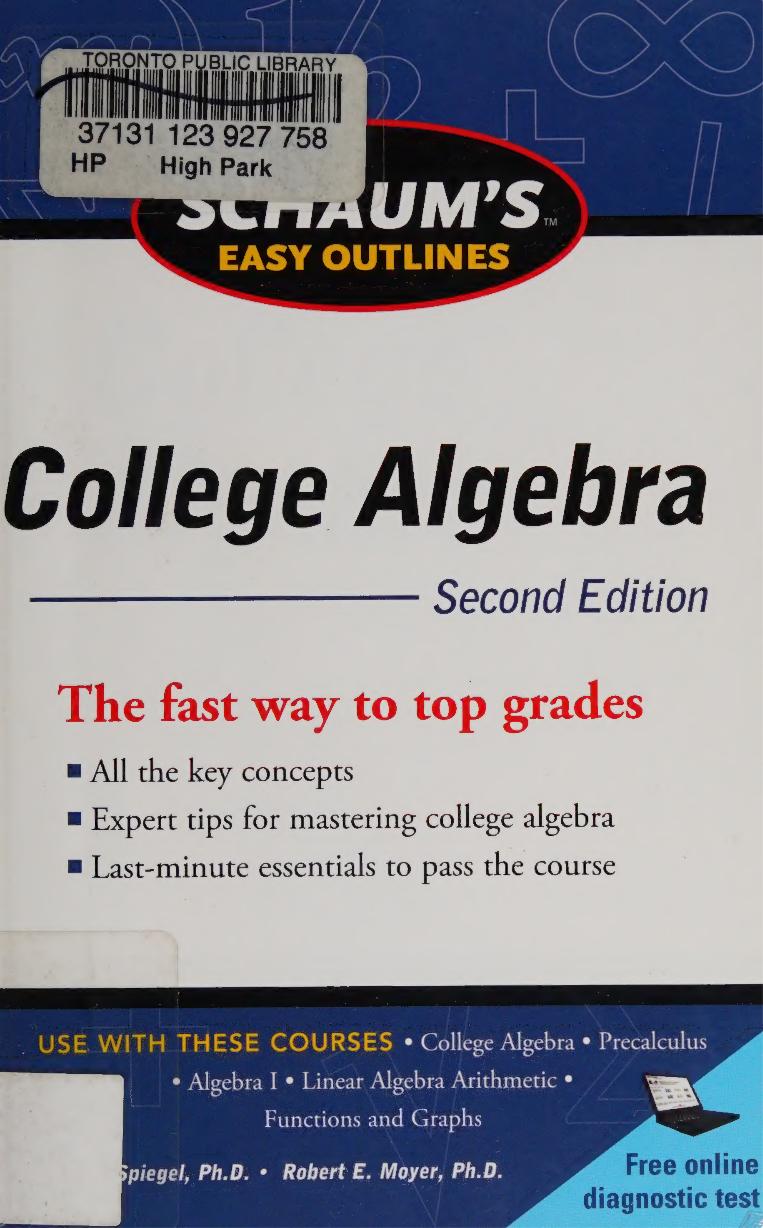 TORONTO PUBLIC LIBRARY
37131 123 927 758
HP High Park
SCHAUM'S™
EASY OUTLINES
College Algebra
Second Edition
The fast way to top grades
■ All the key concepts
■ Expert tips for mastering college algebra
■ Last-minute essentials to pass the course
USE WITH THESE COURSES • College Algebra • Precalculus
• Algebra I • Linear Algebra Arithmetic •
Functions and Graphs
Spiegel, Ph.D. • Robert E. Moyer, Ph.D.
Free online
diagnostic test